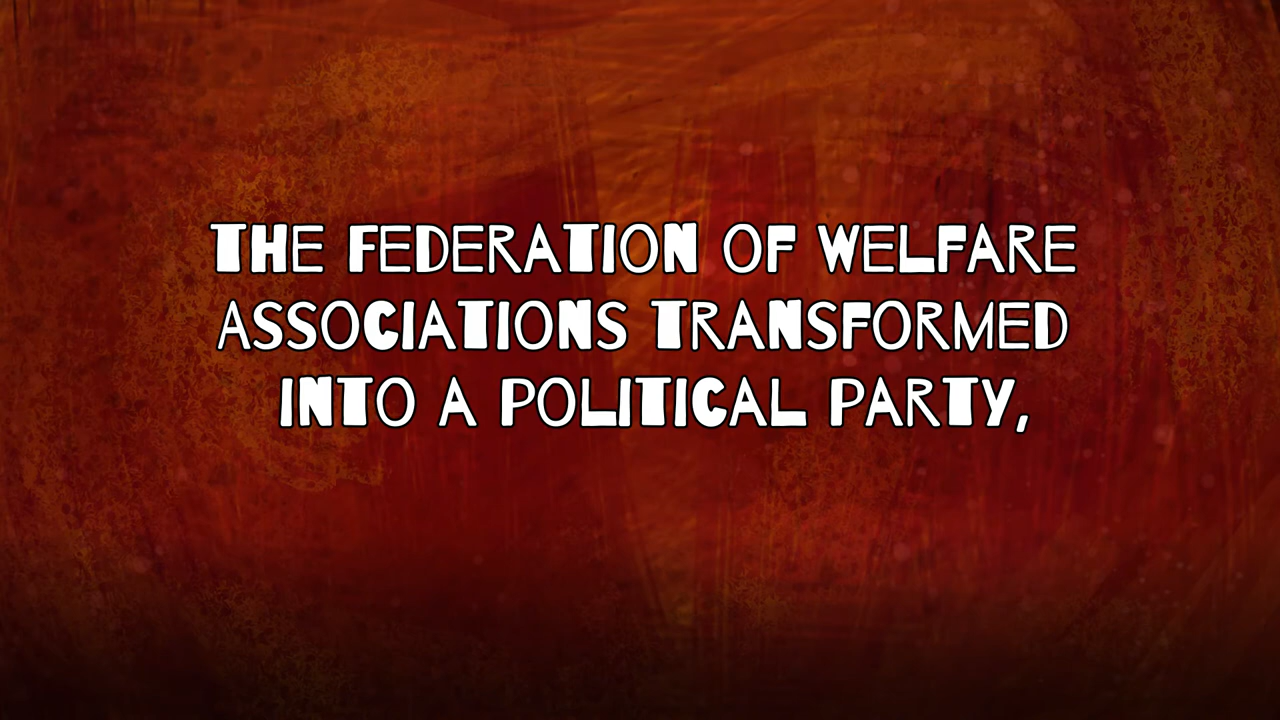 THE FEDERATION OF WELFARE
ASSOCIATIONS TRANSFORMED
INTO A POLITICAL PARTY,